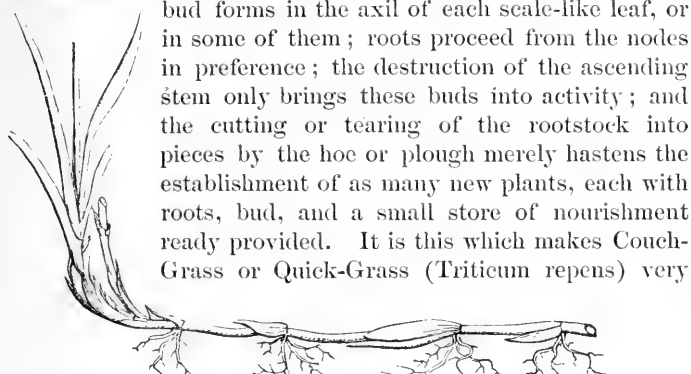 bud forms in the axil of each scale-like leaf, or
in some of them ; roots proceed from the nodes
in preference ; the destruction of the ascending
stem only brings these buds into activity ; and
the cutting or tearing of the rootstock into
pieces by the hoe or plough merely hastens the
establishment of as many new plants, each with
roots, bud, and a small store of nourishment
ready provided. It is this which makes Couch-
Grass or Quick-Grass (Triticum repens) very